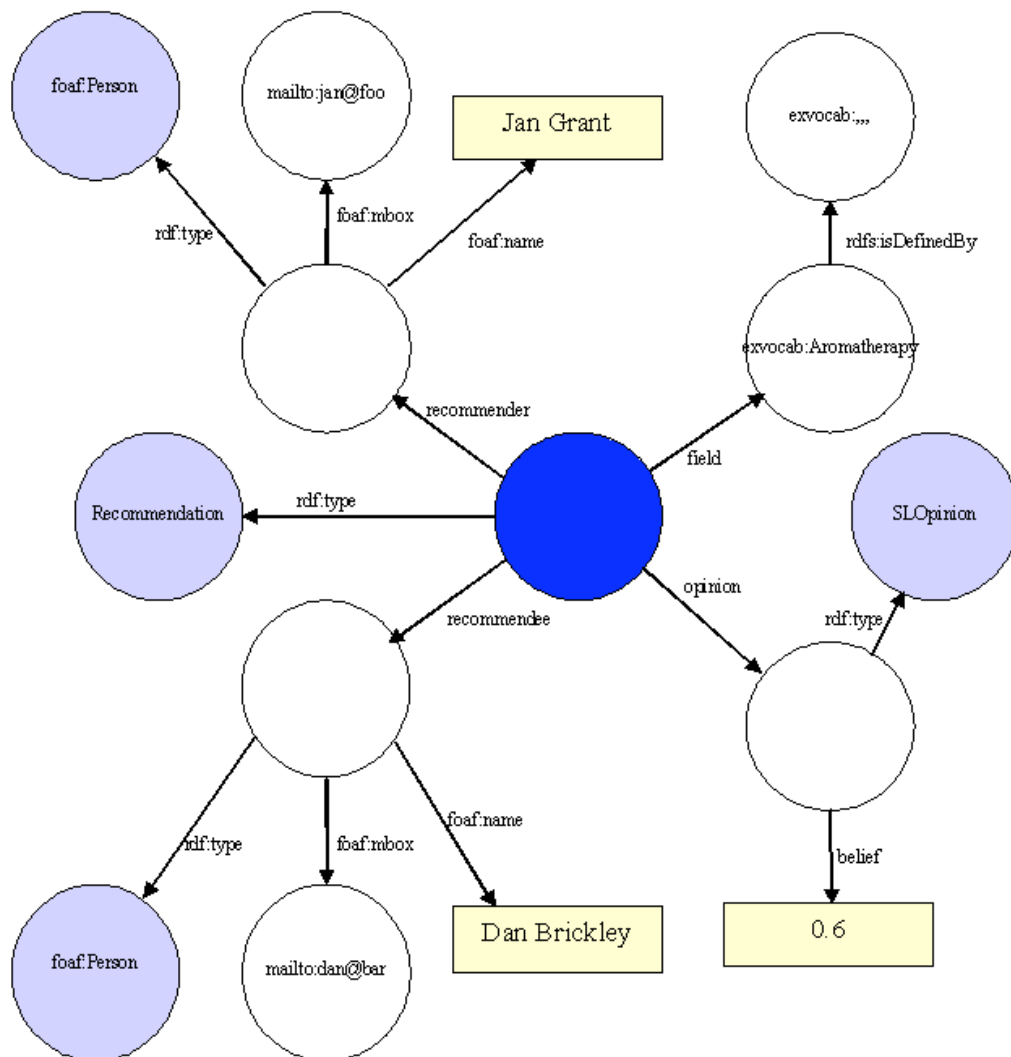 foaf:Person
mailto:jan@foo
Jan Grant
exvocab:,,,
rdf:type
foaf:mbox
foaf:name
rdfs:isDefinedBy
exvocab:Aromatherapy
recommender
field
Recommendation
rdf:type
SLOpinion
opinion
recommendee
rdf:type
rdf:type
foaf:mbox
foaf:name
belief
foaf:Person
mailto:dan@bar
Dan Brickley
0.6